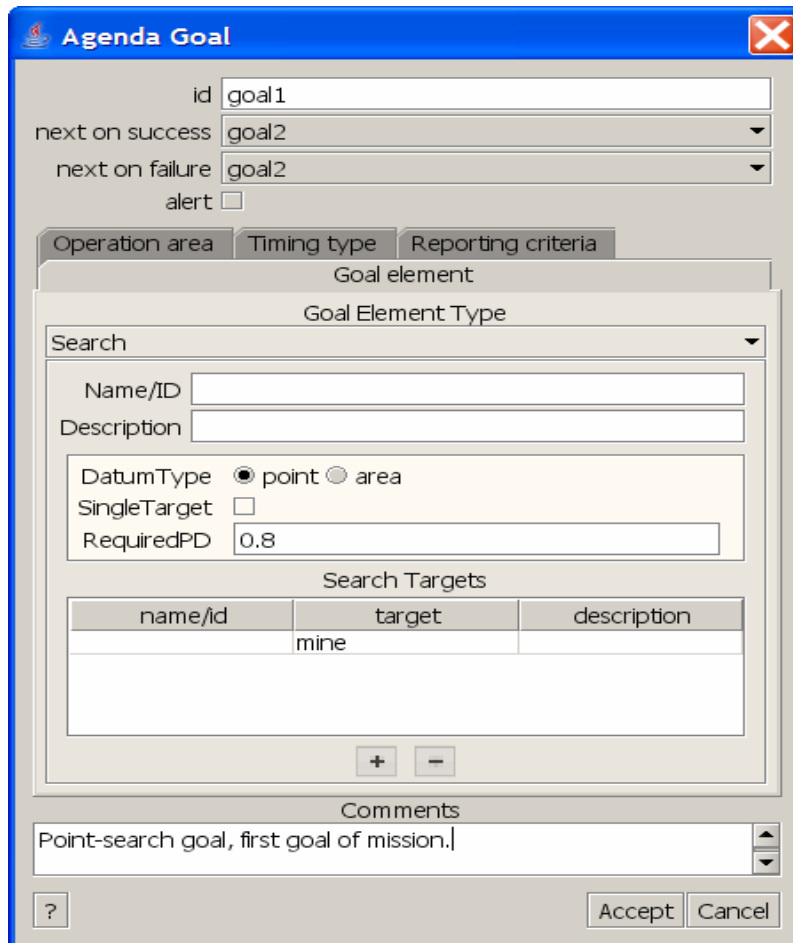 Agenda Goal
id goal1
next on success goal2
next on failure goal2
alert
Operation area Timing type Reporting criteria
Goal element
Goal Element Type
Search
Name/ID
Description
DatumType point area
SingleTarget
RequiredPD 0.8
Search Targets
name/id target description
mine
+ −
Comments
Point-search goal, first goal of mission.
? Accept Cancel